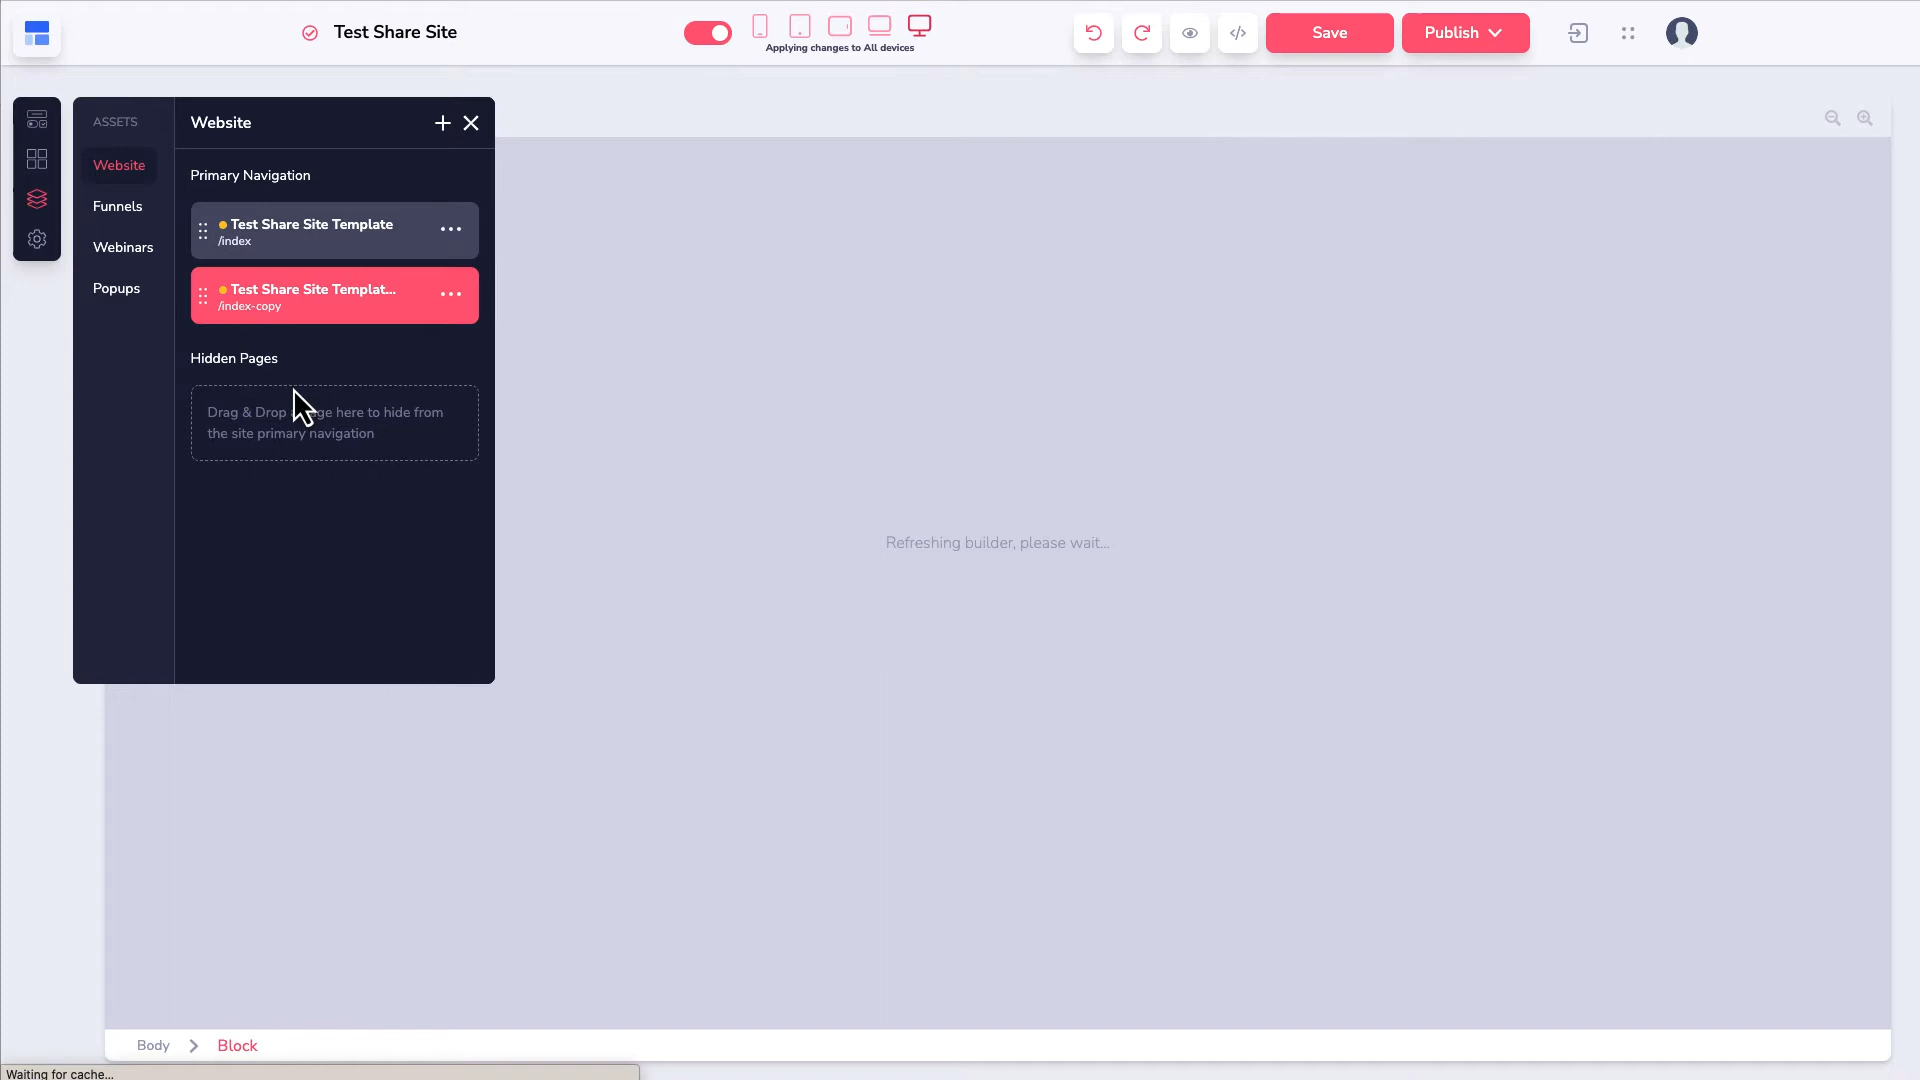 Test Share Site
Applying changes to All devices
Save
Publish
ASSETS
Website
Funnels
Webinars
Popups
Website
Primary Navigation
Test Share Site Template
/index
Test Share Site Templat...
/index-copy
Hidden Pages
Drag & Drop a ge here to hide from
the site primary navigation
Refreshing builder, please wait...
Body
Block
Waiting for cache...